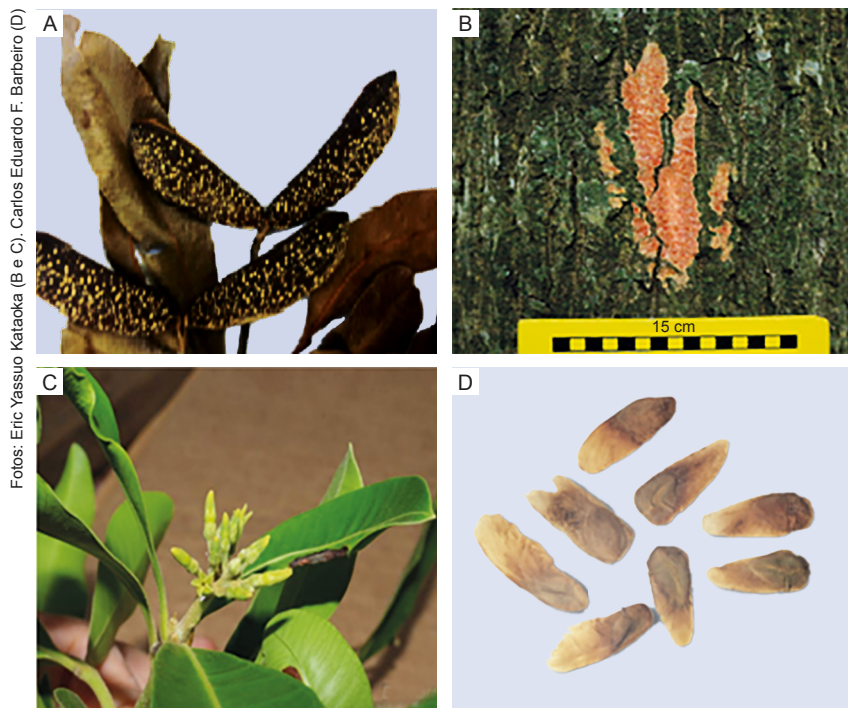 Fotos: Eric Yassuo Kataoka (B e C), Carlos Eduardo F. Barbeiro (D)
A
B
15 cm
C
D